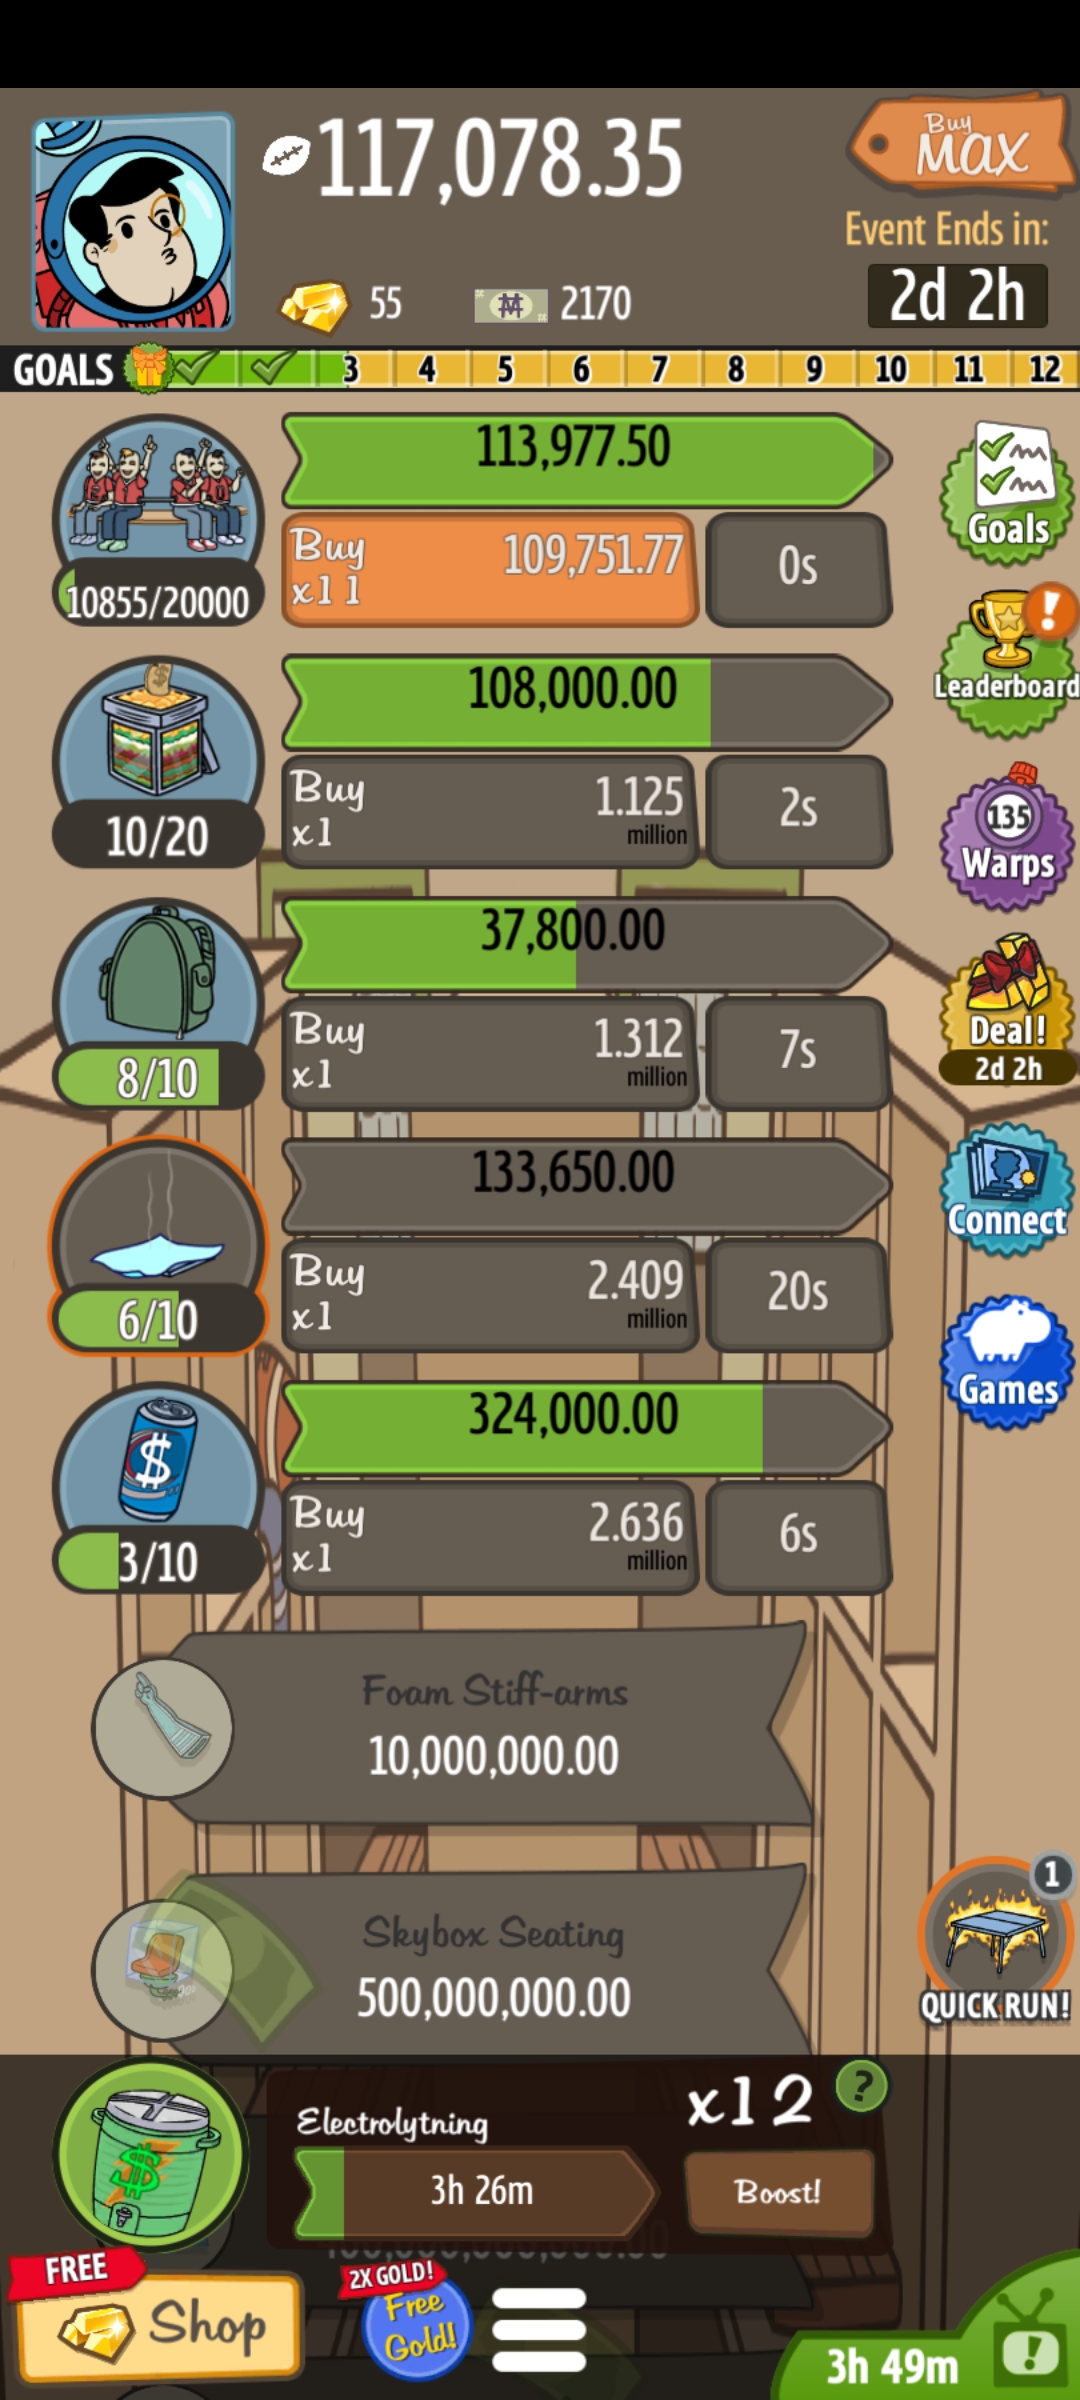 117,078.35
Buy
MAX
Event Ends in:
2d 2h
55
2170
GOALS 3 4 5 6 7 8 9 10 11 12
113,977.50
Buy
x11
109,751.77
0s
10855/20000
Goals
Leaderboard
108,000.00
Buy
x1
1.125
million
2s
10/20
135
Warps
37,800.00
Buy
x1
1.312
million
7s
8/10
Deal!
2d 2h
133,650.00
Buy
x1
2.409
million
20s
6/10
Connect
324,000.00
Buy
x1
2.636
million
6s
3/10
Games
Foam Stiff-arms
10,000,000.00
Skybox Seating
500,000,000.00
1
QUICK RUN!
Electrolytning
3h 26m
x12
?
Boost!
FREE
Shop
2X GOLD!
Free
Gold!
3h 49m